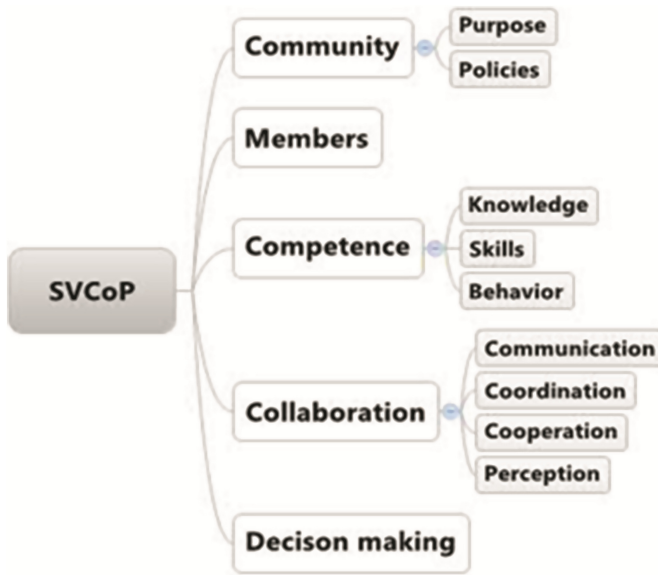 SVCoP
Community
Purpose
Policies
Members
Competence
Knowledge
Skills
Behavior
Collaboration
Communication
Coordination
Cooperation
Perception
Decison making